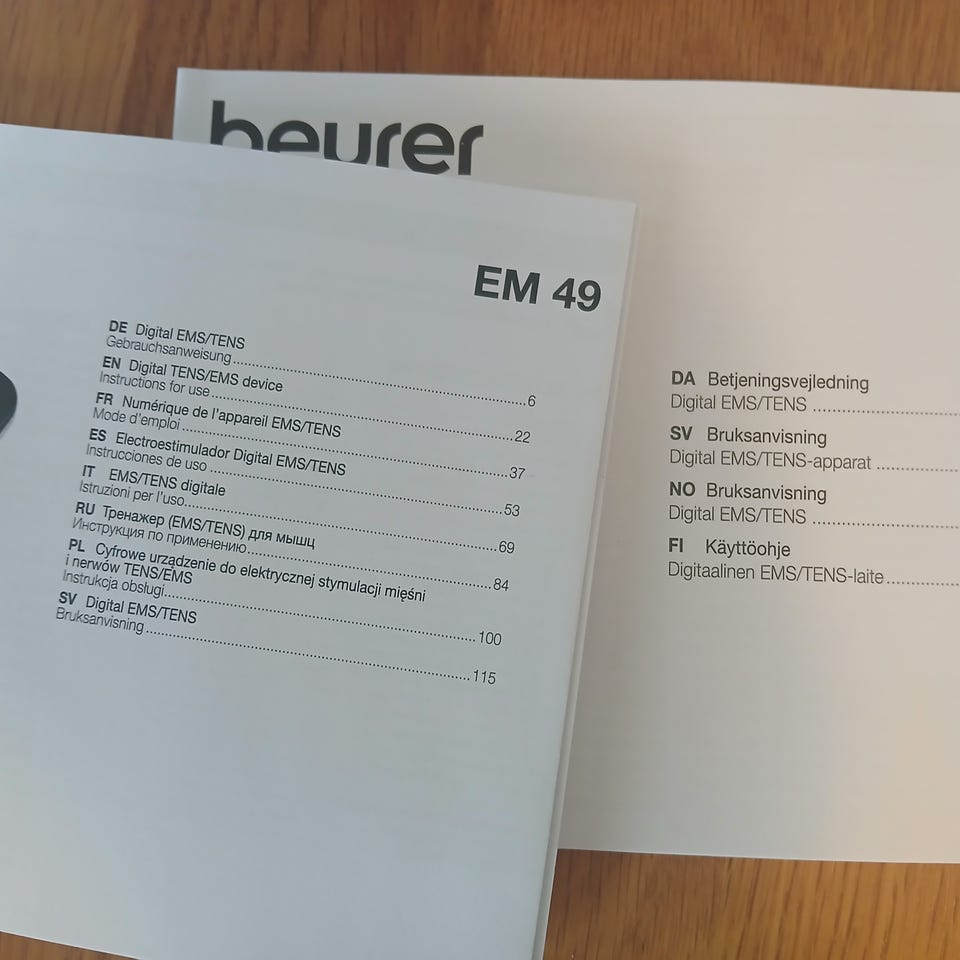 beurer
EM 49
DE Digital EMS/TENS
Gebrauchsanweisung.......................................................6
EN Digital TENS/EMS device
Instructions for use.......................................................22
FR Numérique de l'appareil EMS/TENS
Mode d'emploi.......................................................37
ES Electroestimulador Digital EMS/TENS
Instrucciones de uso.......................................................53
IT EMS/TENS digitale
Istruzioni per l'uso.......................................................69
RU Тренажер (EMS/TENS) для мышц
Инструкция по применению.......................................................84
PL Cyfrowe urządzenie do elektrycznej stymulacji mięśni
i nerwów TENS/EMS
Instrukcja obsługi.......................................................100
SV Digital EMS/TENS
Bruksanvisning.......................................................115
DA Betjeningsvejledning
Digital EMS/TENS ..........................
SV Bruksanvisning
Digital EMS/TENS-apparat ...............
NO Bruksanvisning
Digital EMS/TENS ..........................
FI Käyttöohje
Digitaalinen EMS/TENS-laite.............